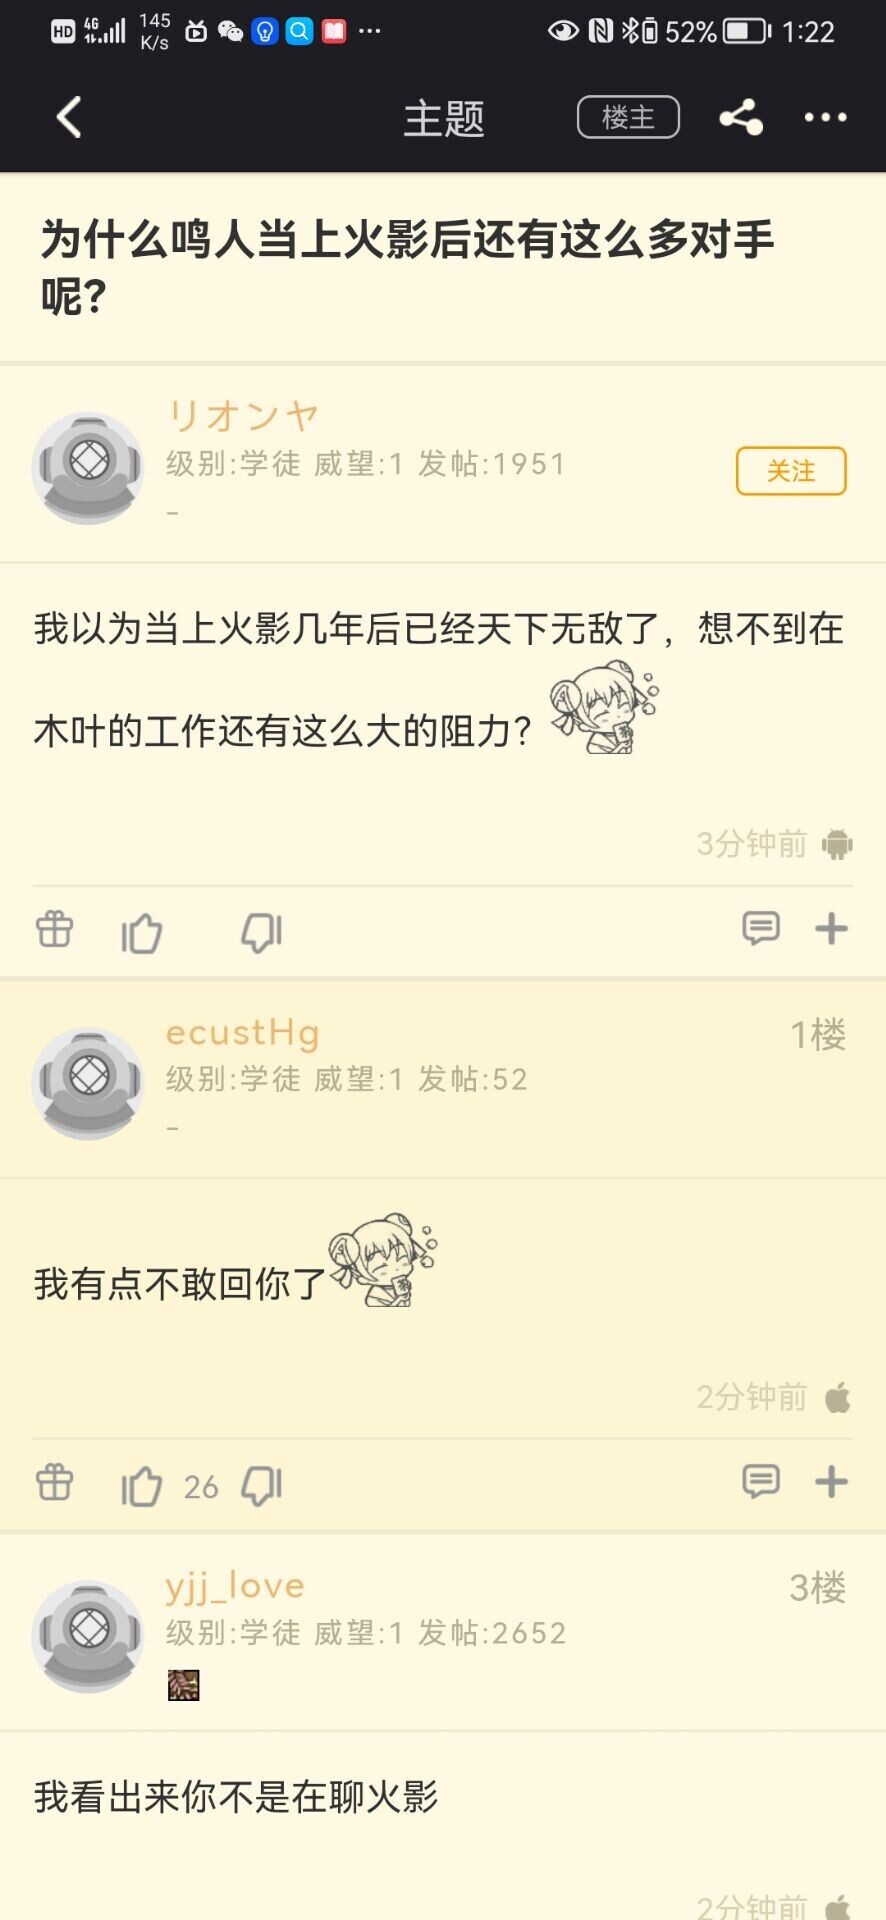 HD 4G 145 K/s 52% 1:22
主题 楼主
为什么鸣人当上火影后还有这么多对手
呢？
リオンヤ
级别:学徒 威望:1 发帖:1951
关注
-
我以为当上火影几年后已经天下无敌了，想不到在
木叶的工作还有这么大的阻力？
3分钟前
ecustHg 1楼
级别:学徒 威望:1 发帖:52
-
我有点不敢回你了
2分钟前
26
yjj_love 3楼
级别:学徒 威望:1 发帖:2652
我看出来你不是在聊火影
2分钟前